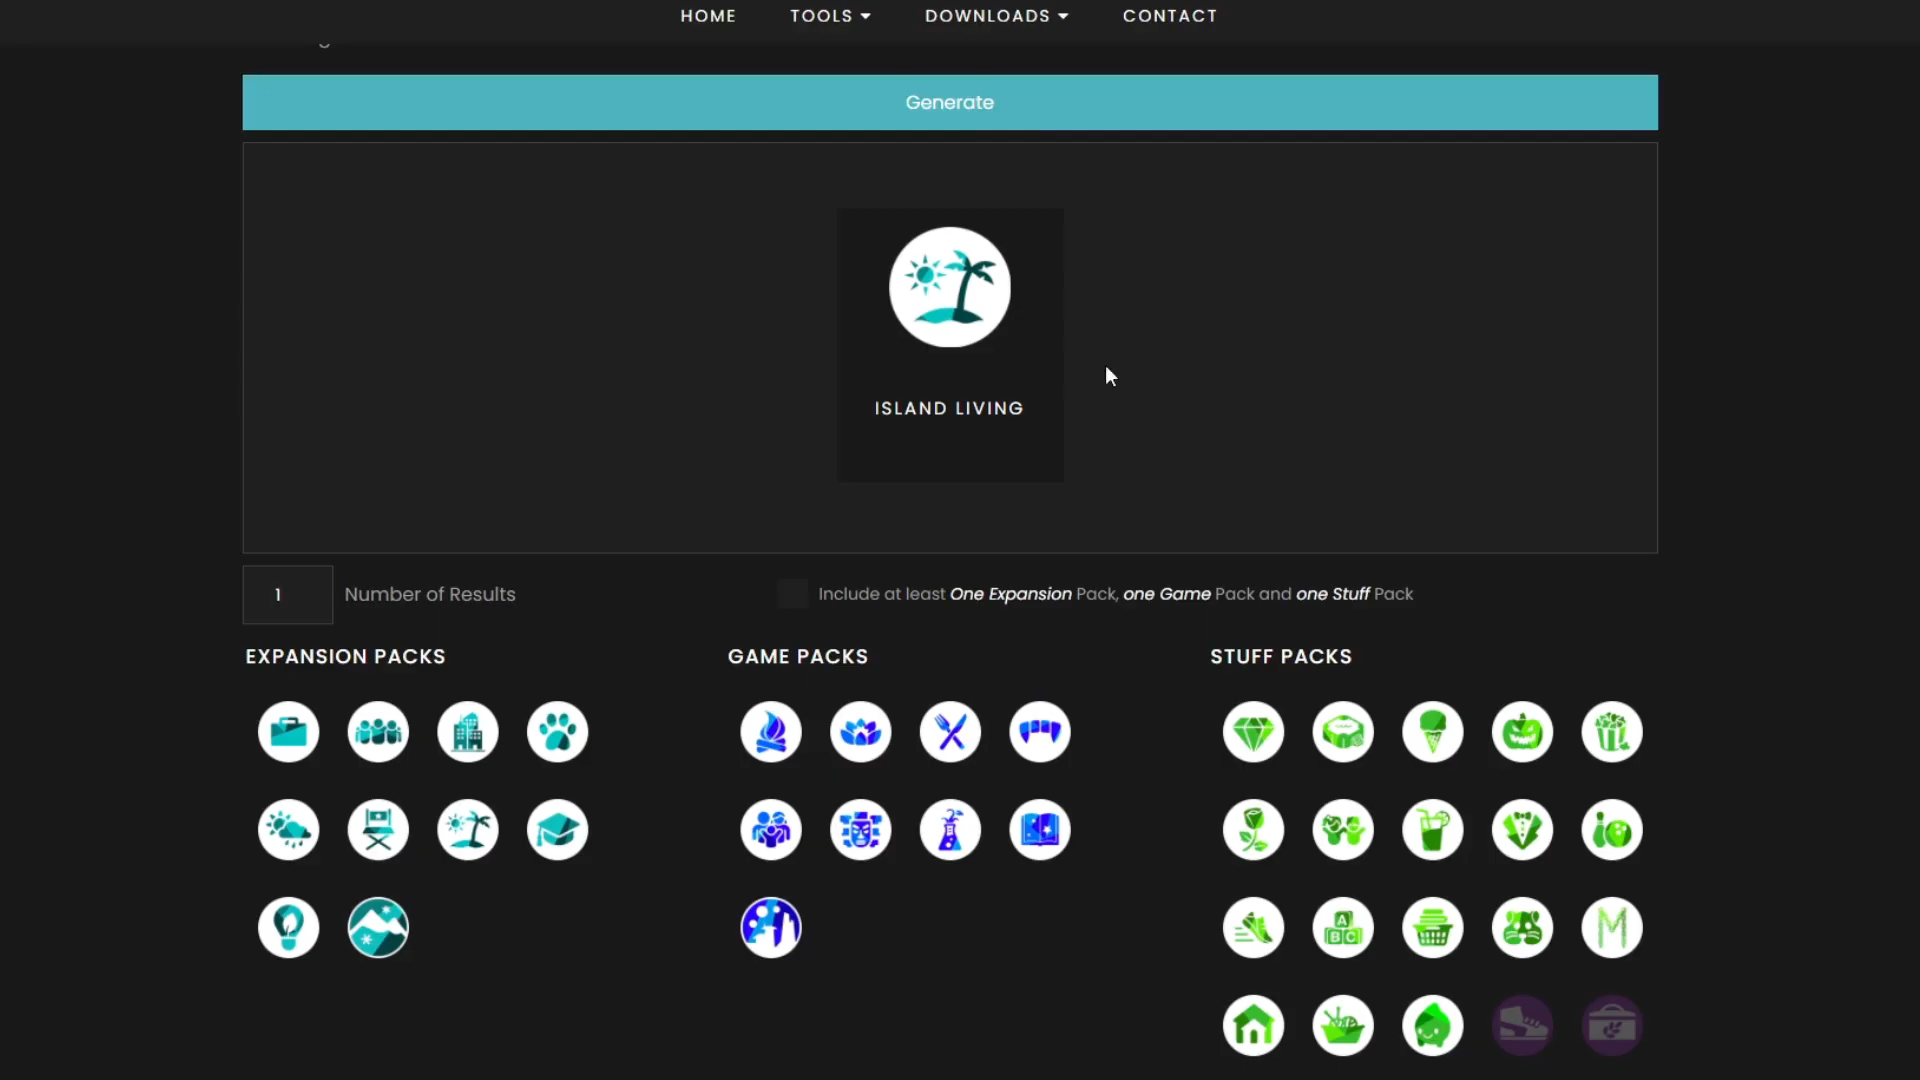 HOME TOOLS DOWNLOADS CONTACT
Generate
ISLAND LIVING
1 Number of Results
Include at least One Expansion Pack, one Game Pack and one Stuff Pack
EXPANSION PACKS GAME PACKS STUFF PACKS
A
B C
M